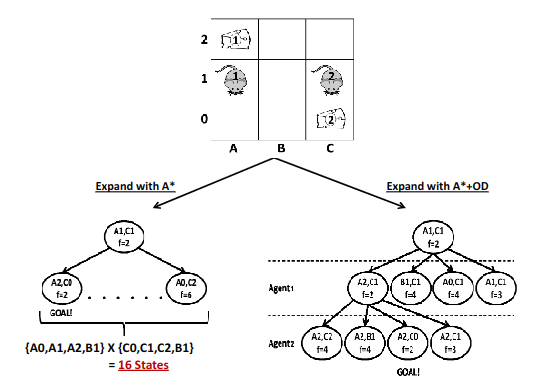 2
1
1
1
2
0
2
A B C
Expand with A*
Expand with A*+OD
A1,C1
f=2
A2,C0
f=2
. . . . . .
A0,C2
f=6
GOAL!
{A0,A1,A2,B1} X {C0,C1,C2,B1}
= 16 States
A1,C1
f=2
Agent1
A2,C1
f=2
B1,C1
f=4
A0,C1
f=4
A1,C1
f=3
Agent2
A2,C2
f=4
A2,B1
f=4
A2,C0
f=2
A2,C1
f=3
GOAL!